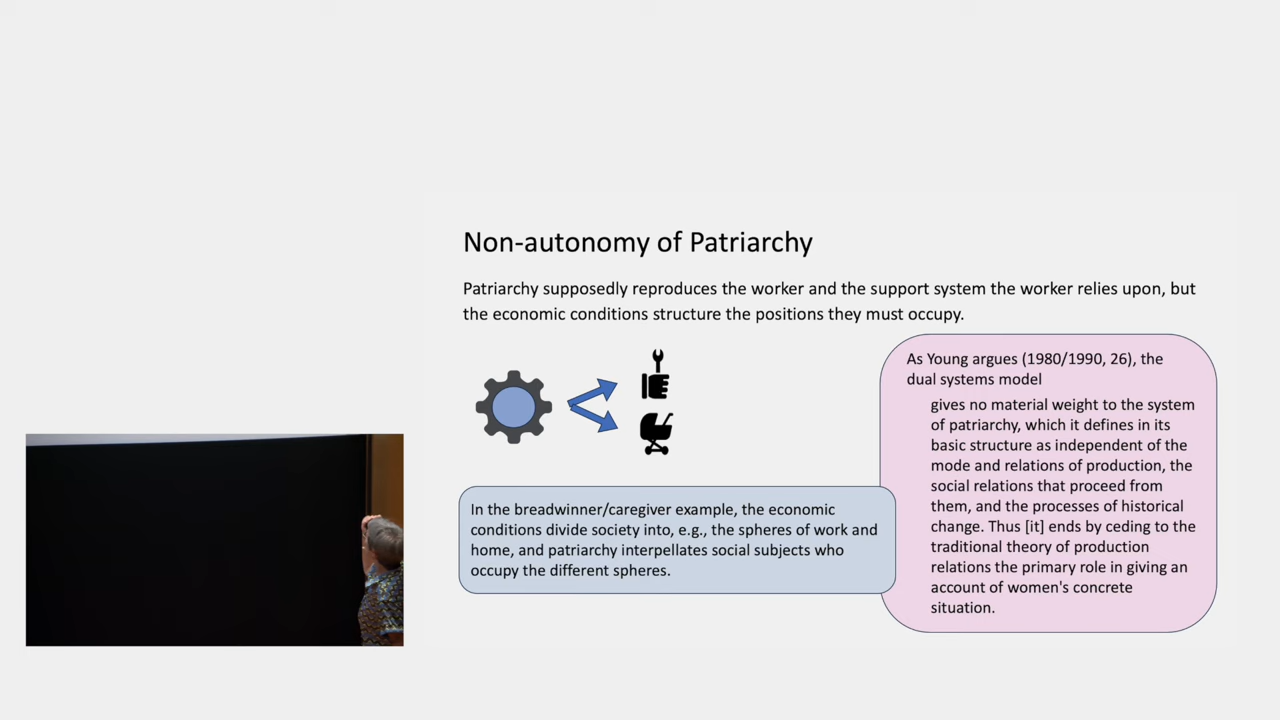 Non-autonomy of Patriarchy
Patriarchy supposedly reproduces the worker and the support system the worker relies upon, but
the economic conditions structure the positions they must occupy.
As Young argues (1980/1990, 26), the
dual systems model
gives no material weight to the system
of patriarchy, which it defines in its
basic structure as independent of the
mode and relations of production, the
social relations that proceed from
them, and the processes of historical
change. Thus [it] ends by ceding to the
traditional theory of production
relations the primary role in giving an
account of women's concrete
situation.
In the breadwinner/caregiver example, the economic
conditions divide society into, e.g., the spheres of work and
home, and patriarchy interpellates social subjects who
occupy the different spheres.